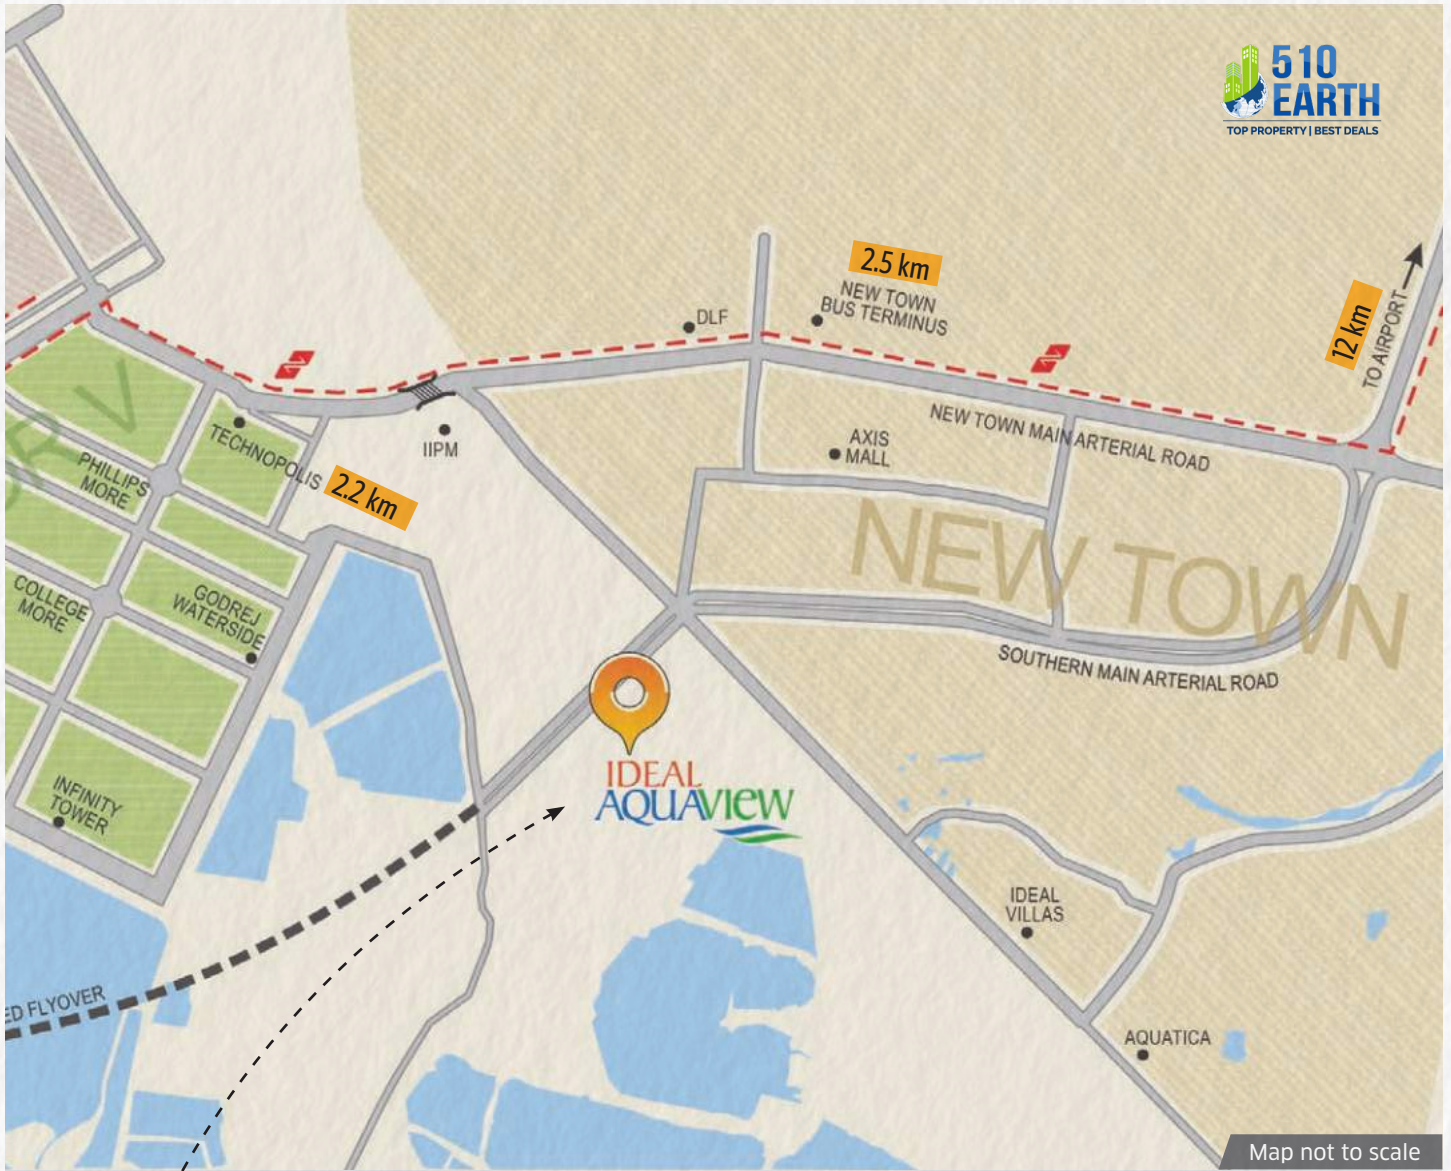 510
EARTH
TOP PROPERTY | BEST DEALS
2.5 km
NEW TOWN
BUS TERMINUS
DLF
12 km
TO AIRPORT
R V
TECHNOPOLIS
2.2 km
IIPM
AXIS
MALL
NEW TOWN MAIN ARTERIAL ROAD
PHILLIPS
MORE
NEW TOWN
COLLEGE
MORE
GODREJ
WATERSIDE
SOUTHERN MAIN ARTERIAL ROAD
IDEAL
AQUAVIEW
INFINITY
TOWER
IDEAL
VILLAS
ED FLYOVER
AQUATICA
Map not to scale